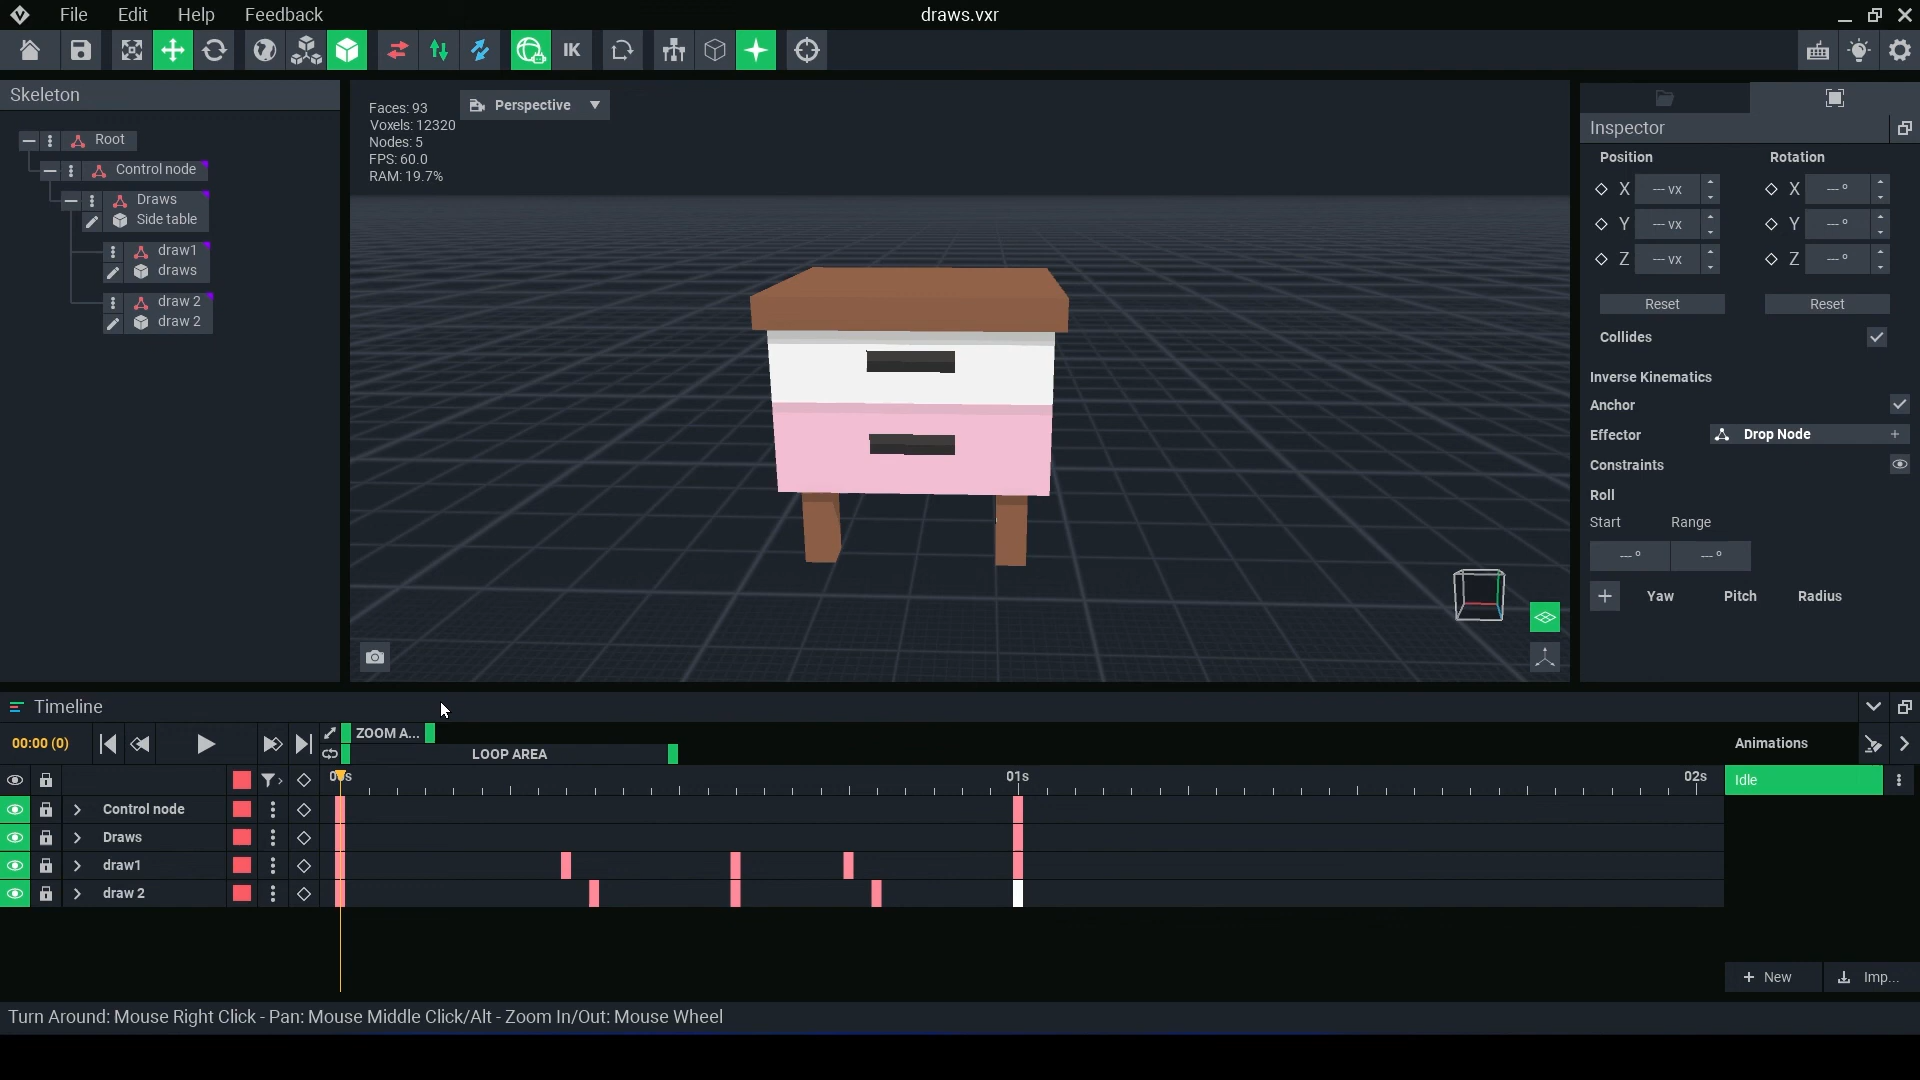 File Edit Help Feedback
draws.vxr
IK
Skeleton
Root
Control node
Draws
Side table
draw1
draws
draw 2
draw 2
Faces: 93
Voxels: 12320
Nodes: 5
FPS: 60.0
RAM: 19.7%
Perspective
Inspector
Position Rotation
X --- vx X --- °
Y --- vx Y --- °
Z --- vx Z --- °
Reset Reset
Collides
Inverse Kinematics
Anchor
Effector Drop Node +
Constraints
Roll
Start Range
--- ° --- °
+ Yaw Pitch Radius
Timeline
00:00 (0)
ZOOM A...
LOOP AREA
Animations
01s 02s
Idle
Control node
Draws
draw1
draw 2
+ New Imp...
Turn Around: Mouse Right Click - Pan: Mouse Middle Click/Alt - Zoom In/Out: Mouse Wheel